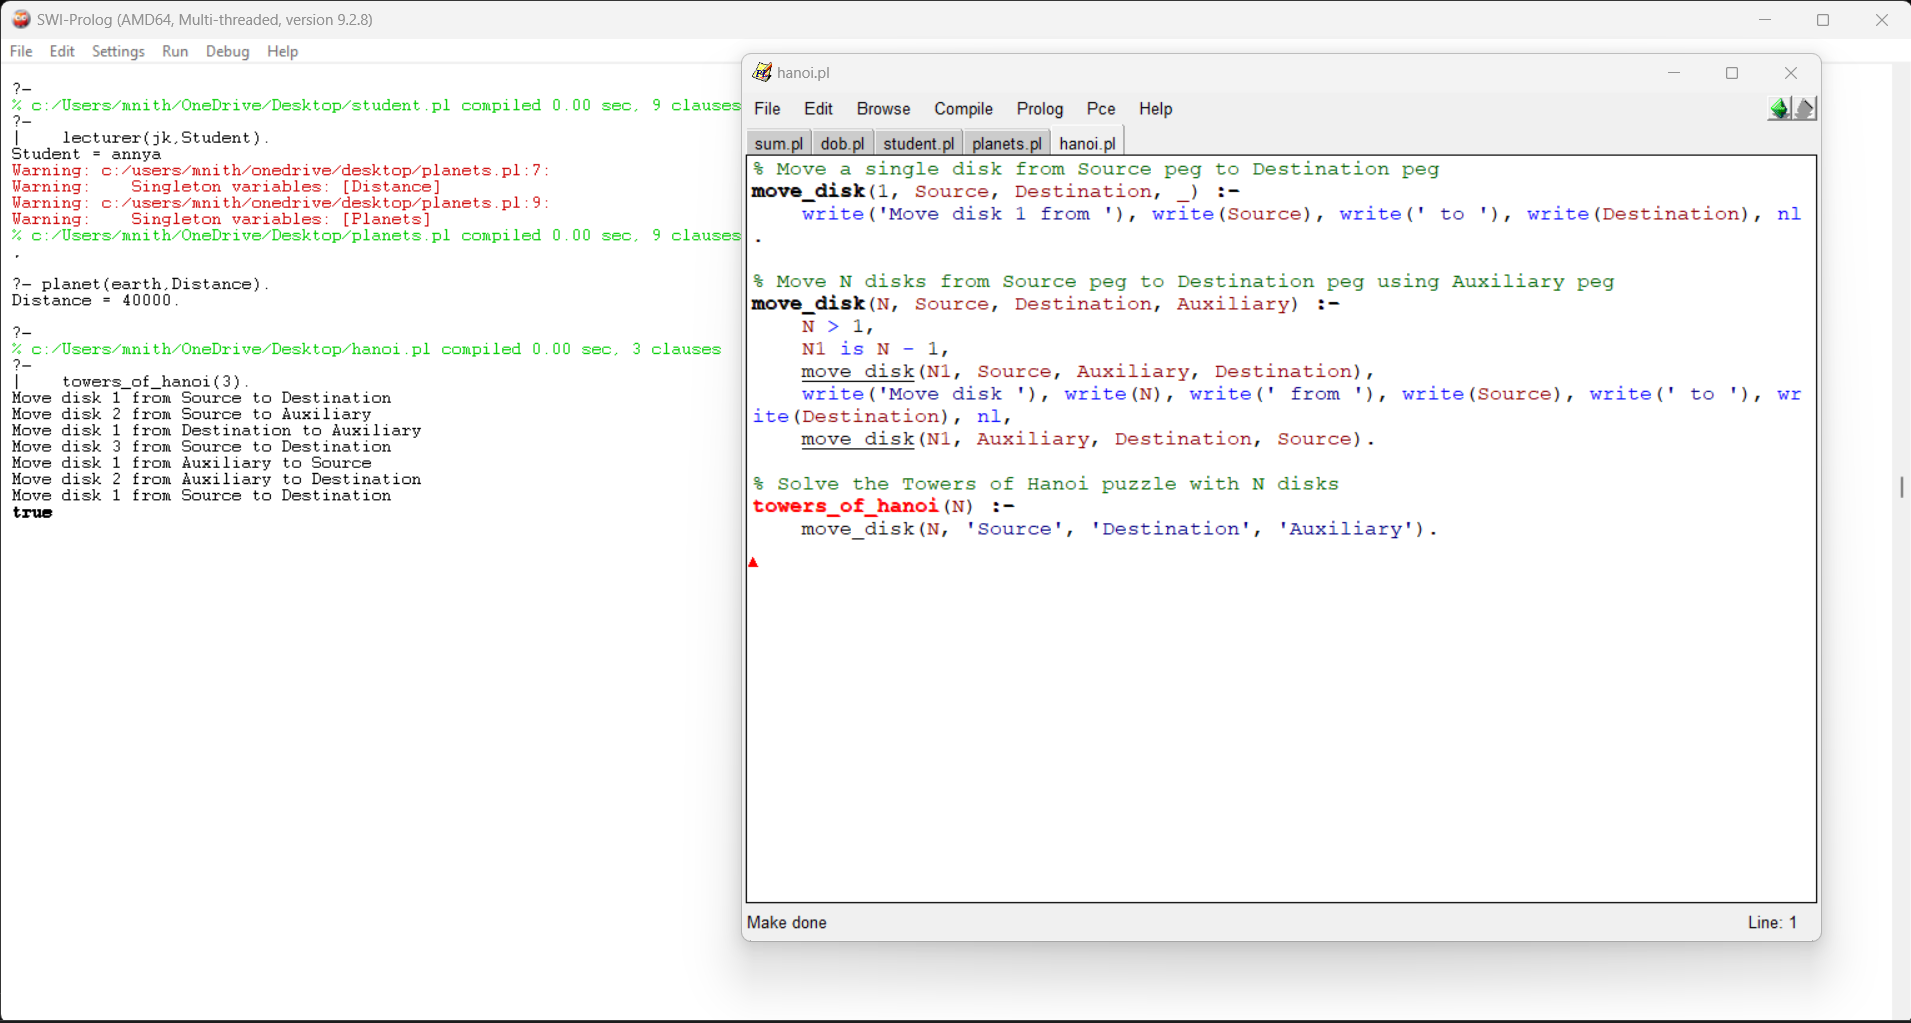 SWI-Prolog (AMD64, Multi-threaded, version 9.2.8)
File Edit Settings Run Debug Help
?-
% c:/Users/mnith/OneDrive/Desktop/student.pl compiled 0.00 sec, 9 clauses
?-
|    lecturer(jk,Student).
Student = annya
Warning: c:/users/mnith/onedrive/desktop/planets.pl:7:
Warning:    Singleton variables: [Distance]
Warning: c:/users/mnith/onedrive/desktop/planets.pl:9:
Warning:    Singleton variables: [Planets]
% c:/Users/mnith/OneDrive/Desktop/planets.pl compiled 0.00 sec, 9 clauses
.
?- planet(earth,Distance).
Distance = 40000.
?-
% c:/Users/mnith/OneDrive/Desktop/hanoi.pl compiled 0.00 sec, 3 clauses
?-
|    towers_of_hanoi(3).
Move disk 1 from Source to Destination
Move disk 2 from Source to Auxiliary
Move disk 1 from Destination to Auxiliary
Move disk 3 from Source to Destination
Move disk 1 from Auxiliary to Source
Move disk 2 from Auxiliary to Destination
Move disk 1 from Source to Destination
true
hanoi.pl
File Edit Browse Compile Prolog Pce Help
sum.pl dob.pl student.pl planets.pl hanoi.pl
% Move a single disk from Source peg to Destination peg
move_disk(1, Source, Destination, _) :-
    write('Move disk 1 from '), write(Source), write(' to '), write(Destination), nl
.
% Move N disks from Source peg to Destination peg using Auxiliary peg
move_disk(N, Source, Destination, Auxiliary) :-
    N > 1,
    N1 is N - 1,
    move_disk(N1, Source, Auxiliary, Destination),
    write('Move disk '), write(N), write(' from '), write(Source), write(' to '), wr
ite(Destination), nl,
    move_disk(N1, Auxiliary, Destination, Source).
% Solve the Towers of Hanoi puzzle with N disks
towers_of_hanoi(N) :-
    move_disk(N, 'Source', 'Destination', 'Auxiliary').
Make done
Line: 1